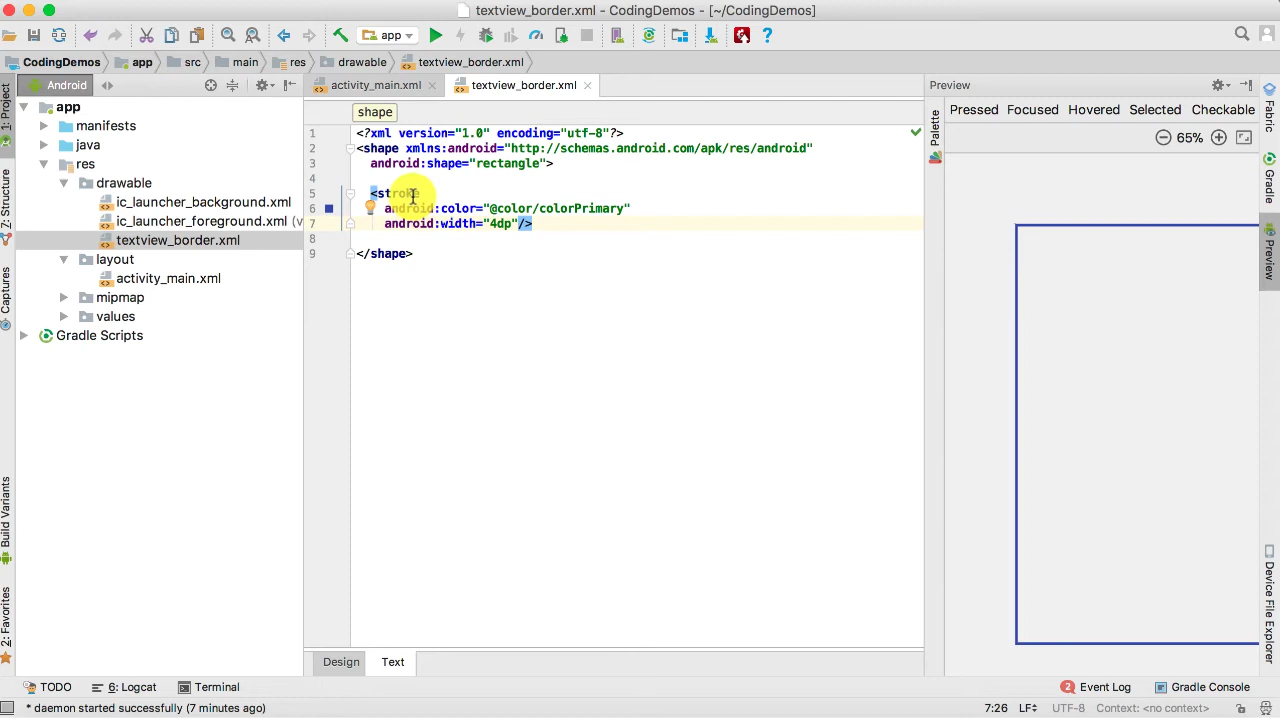 textview_border.xml - CodingDemos - [~/CodingDemos]
app
CodingDemos app src main res drawable textview_border.xml
Android
activity_main.xml
textview_border.xml
Preview
1: Project
Z: Structure
Captures
Build Variants
2: Favorites
app
manifests
java
res
drawable
ic_launcher_background.xml
ic_launcher_foreground.xml (v
textview_border.xml
layout
activity_main.xml
mipmap
values
Gradle Scripts
shape
1 <?xml version="1.0" encoding="utf-8"?>
2 <shape xmlns:android="http://schemas.android.com/apk/res/android"
3 android:shape="rectangle">
4
5 <stroke
6 android:color="@color/colorPrimary"
7 android:width="4dp"/>
8
9 </shape>
Palette
Pressed Focused Hovered Selected Checkable
65%
Fabric
Gradle
Preview
Device File Explorer
Design Text
TODO 6: Logcat Terminal
2 Event Log Gradle Console
* daemon started successfully (7 minutes ago)
7:26 LF UTF-8 Context: <no context>